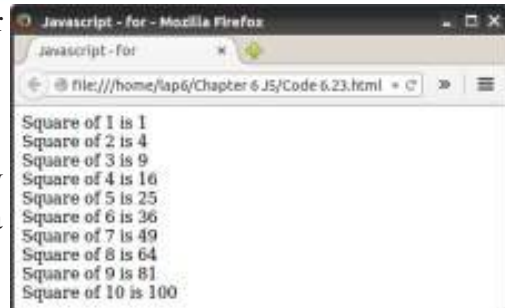 Javascript - for - Mozilla Firefox
Javascript - for
file:///home/lap6/Chapter 6 JS/Code 6.23.html
Square of 1 is 1
Square of 2 is 4
Square of 3 is 9
Square of 4 is 16
Square of 5 is 25
Square of 6 is 36
Square of 7 is 49
Square of 8 is 64
Square of 9 is 81
Square of 10 is 100